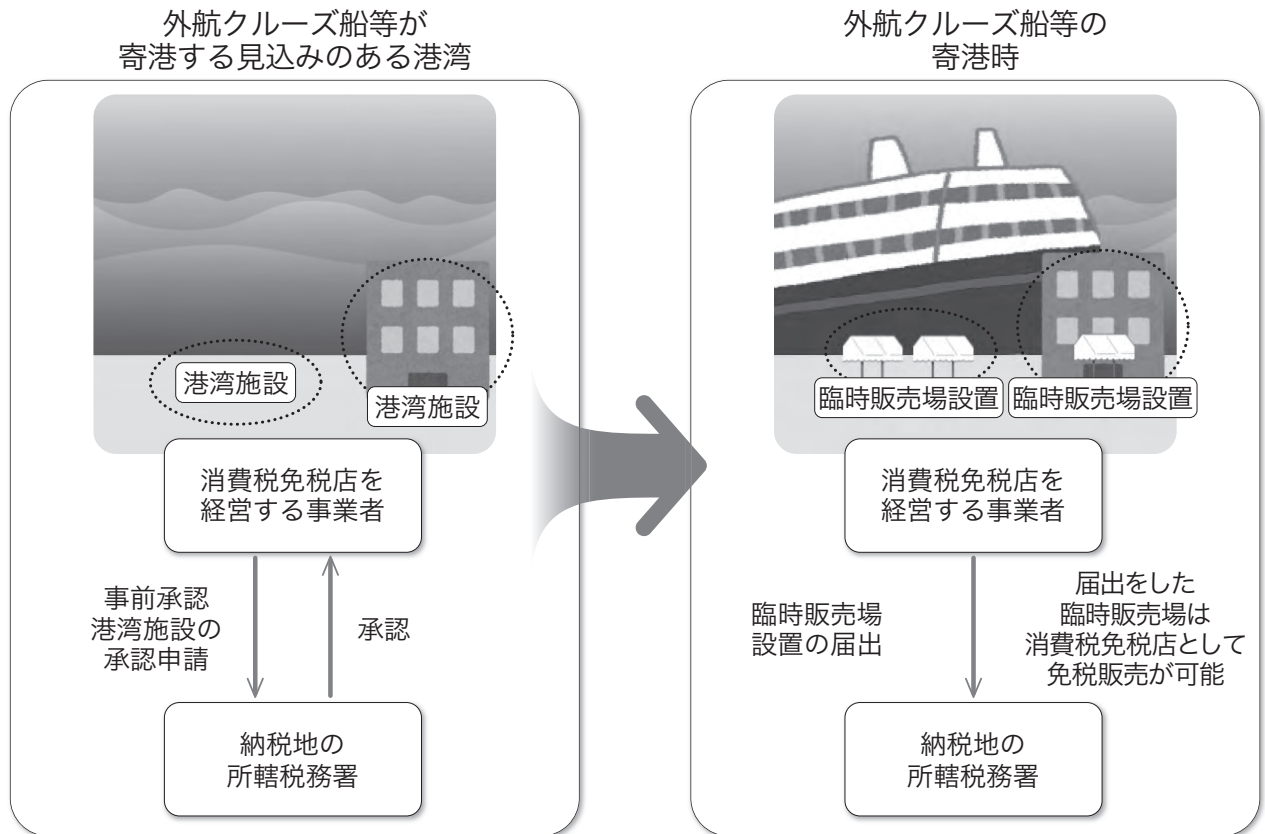 外航クルーズ船等が
寄港する見込みのある港湾
港湾施設
港湾施設
消費税免税店を
経営する事業者
事前承認
港湾施設の
承認申請
承認
納税地の
所轄税務署
外航クルーズ船等の
寄港時
臨時販売場設置
臨時販売場設置
消費税免税店を
経営する事業者
臨時販売場
設置の届出
届出をした
臨時販売場は
消費税免税店として
免税販売が可能
納税地の
所轄税務署